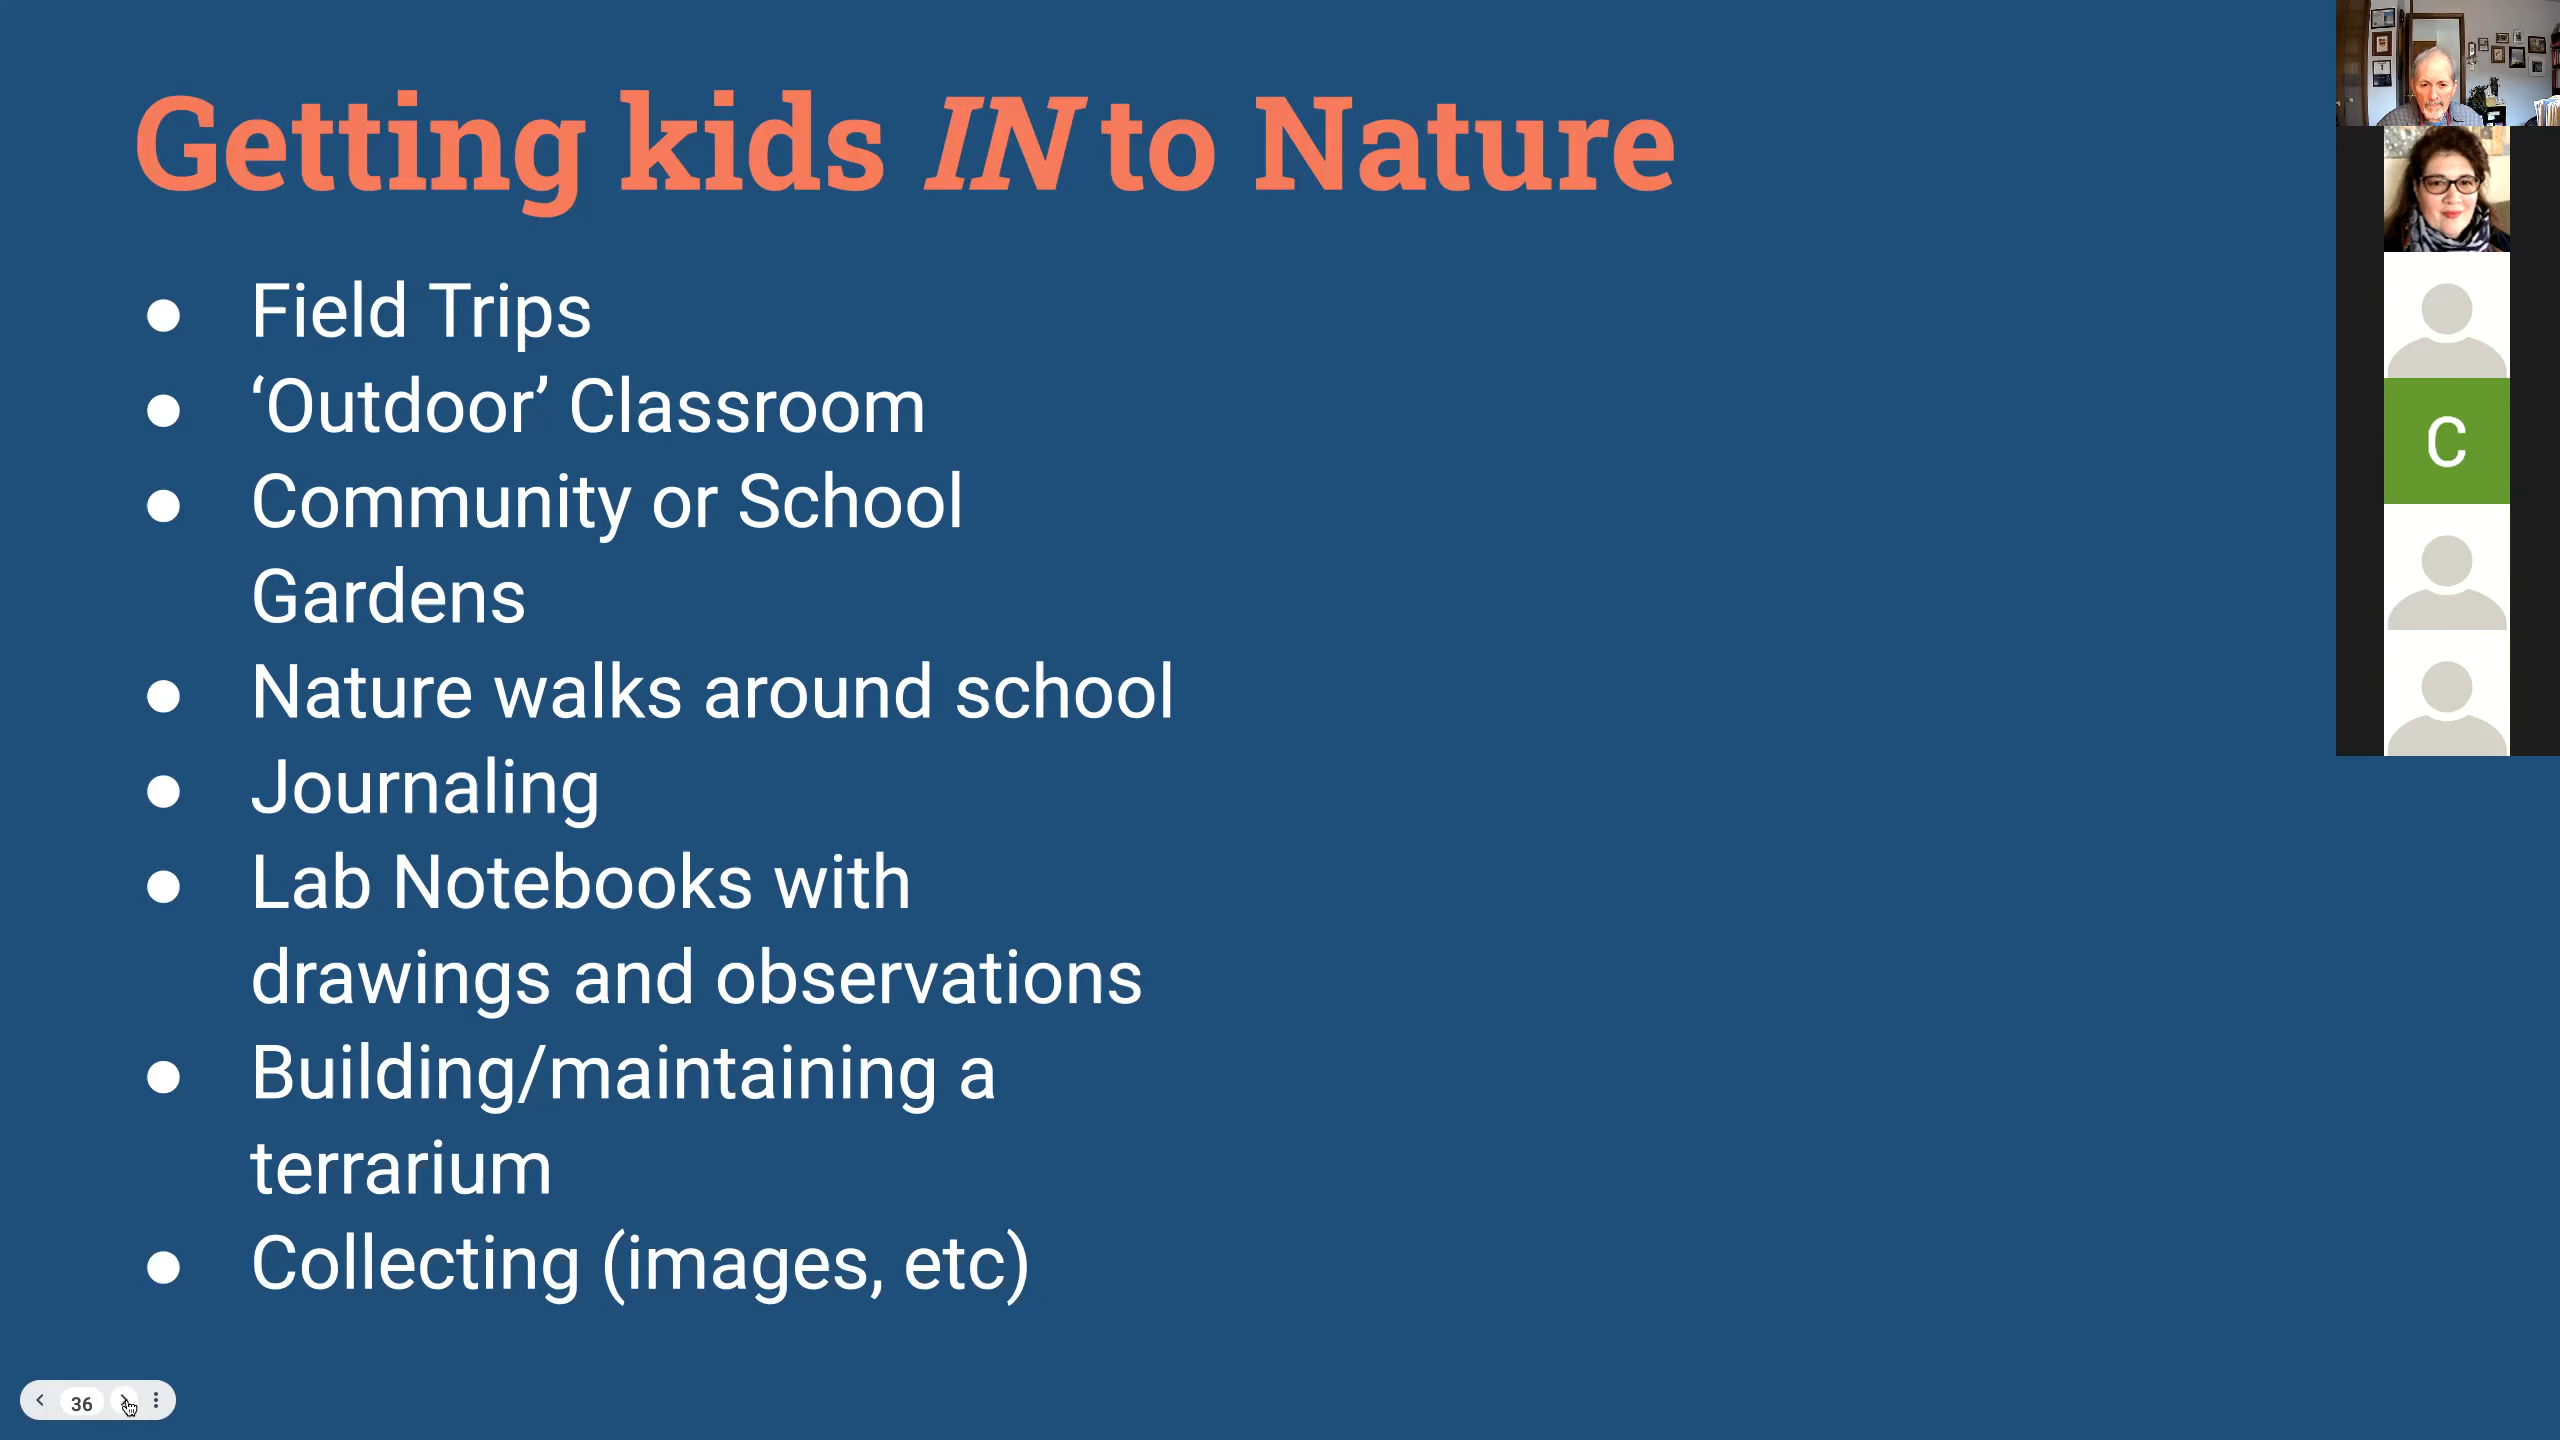 Getting kids IN to Nature
● Field Trips
● ‘Outdoor’ Classroom
● Community or School
Gardens
● Nature walks around school
● Journaling
● Lab Notebooks with
drawings and observations
● Building/maintaining a
terrarium
● Collecting (images, etc)
C
36